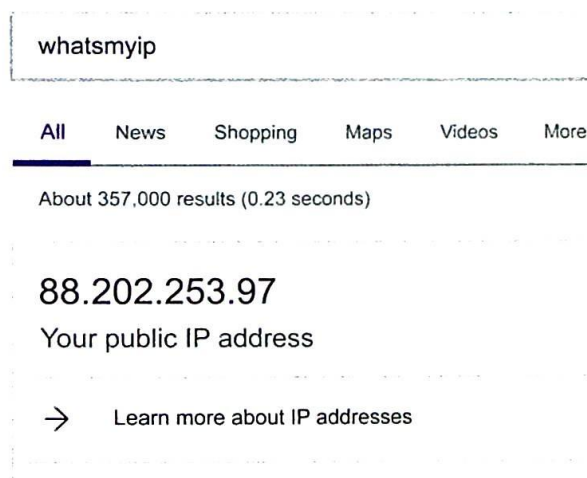 whatsmyip
All News Shopping Maps Videos More
About 357,000 results (0.23 seconds)
88.202.253.97
Your public IP address
→ Learn more about IP addresses